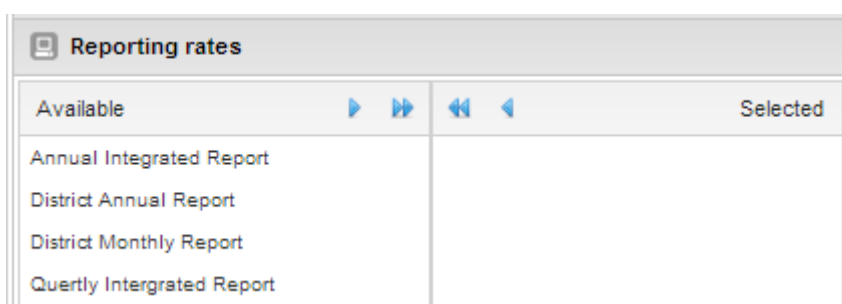 Reporting rates
Available Selected
Annual Integrated Report
District Annual Report
District Monthly Report
Quertly Intergrated Report